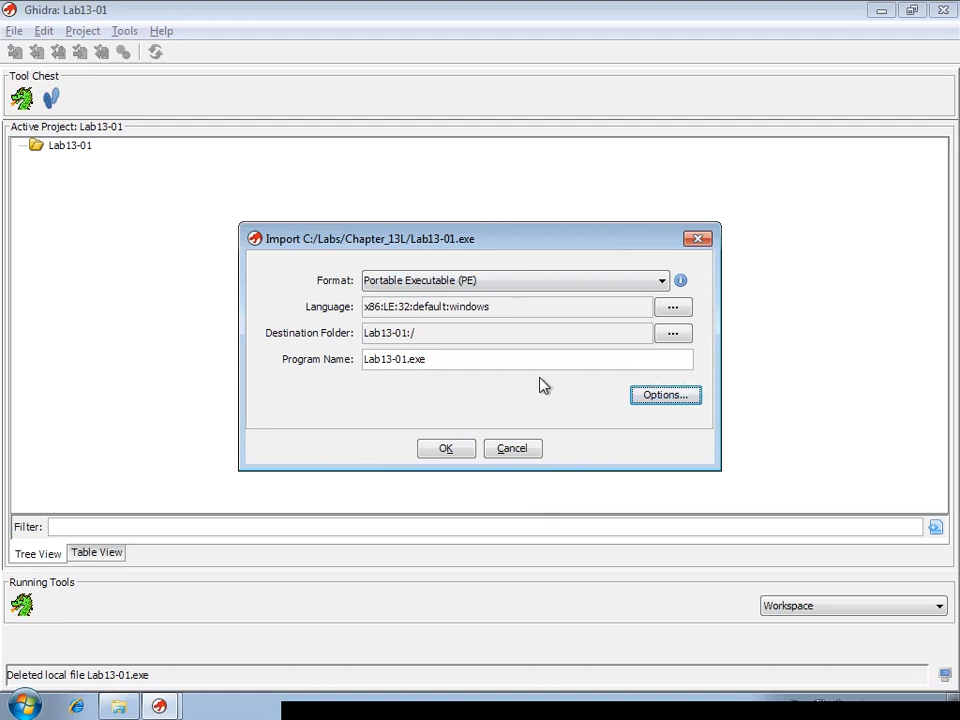 Ghidra: Lab13-01
File Edit Project Tools Help
Tool Chest
Active Project: Lab13-01
Lab13-01
Import C:/Labs/Chapter_13L/Lab13-01.exe
Format: Portable Executable (PE)
Language: x86:LE:32:default:windows ...
Destination Folder: Lab13-01:/ ...
Program Name: Lab13-01.exe
Options...
OK Cancel
Filter:
Tree View Table View
Running Tools
Workspace
Deleted local file Lab13-01.exe